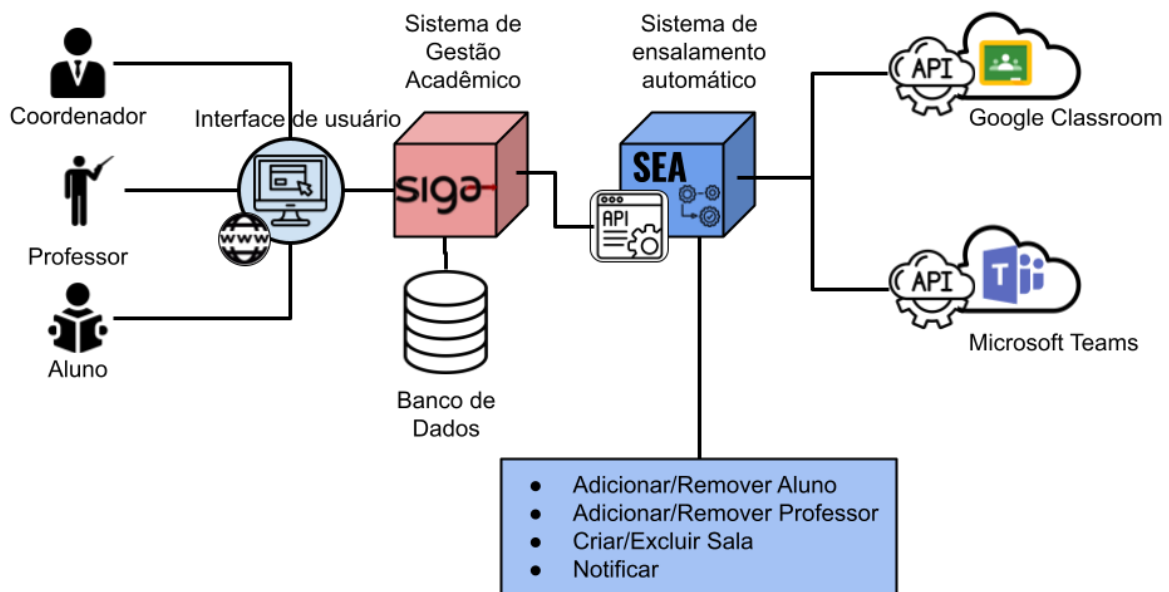 Sistema de
Gestão
Acadêmico
Sistema de
ensalamento
automático
Coordenador
Interface de usuário
Professor
Aluno
www
siga
SEA
API
API
Google Classroom
API
T
Microsoft Teams
Banco de
Dados
● Adicionar/Remover Aluno
● Adicionar/Remover Professor
● Criar/Excluir Sala
● Notificar